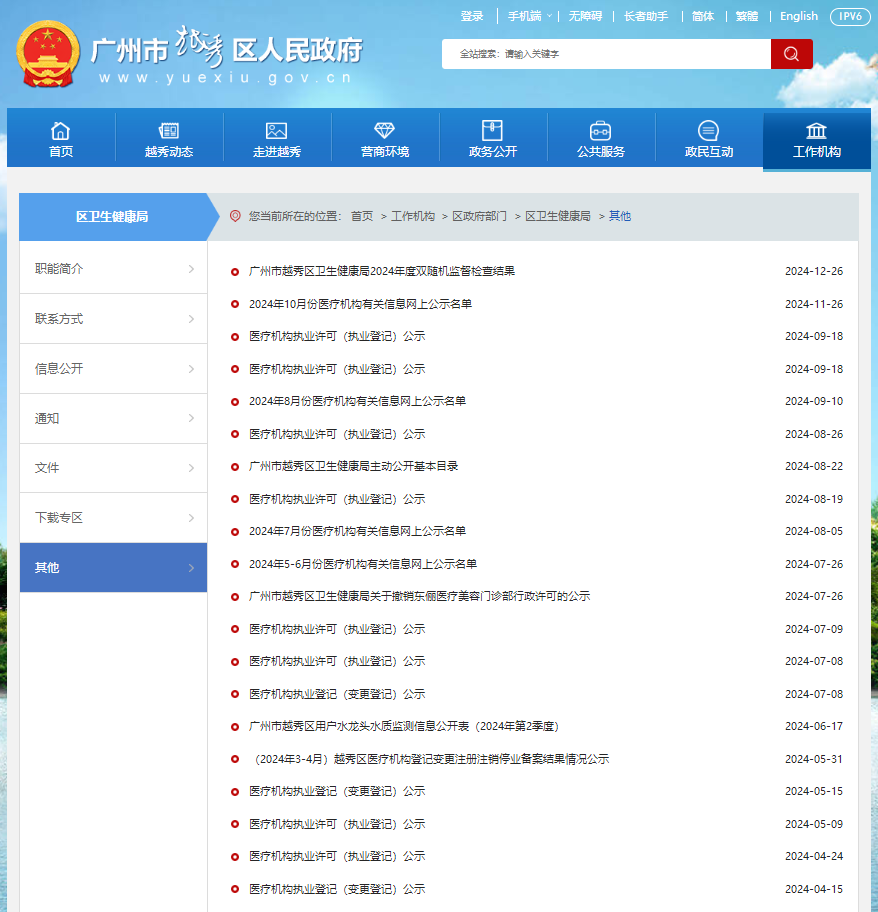 登录 手机端 无障碍 长者助手 简体 繁體 English IPV6
广州市越秀区人民政府
www.yuexiu.gov.cn
全站搜索：请输入关键字
首页 越秀动态 走进越秀 营商环境 政务公开 公共服务 政民互动 工作机构
区卫生健康局
您当前所在的位置： 首页 > 工作机构 > 区政府部门 > 区卫生健康局 > 其他
职能简介
联系方式
信息公开
通知
文件
下载专区
其他
广州市越秀区卫生健康局2024年度双随机监督检查结果 2024-12-26
2024年10月份医疗机构有关信息网上公示名单 2024-11-26
医疗机构执业许可（执业登记）公示 2024-09-18
医疗机构执业许可（执业登记）公示 2024-09-18
2024年8月份医疗机构有关信息网上公示名单 2024-09-10
医疗机构执业许可（执业登记）公示 2024-08-26
广州市越秀区卫生健康局主动公开基本目录 2024-08-22
医疗机构执业许可（执业登记）公示 2024-08-19
2024年7月份医疗机构有关信息网上公示名单 2024-08-05
2024年5-6月份医疗机构有关信息网上公示名单 2024-07-26
广州市越秀区卫生健康局关于撤销东俪医疗美容门诊部行政许可的公示 2024-07-26
医疗机构执业许可（执业登记）公示 2024-07-09
医疗机构执业许可（执业登记）公示 2024-07-08
医疗机构执业登记（变更登记）公示 2024-07-08
广州市越秀区用户水龙头水质监测信息公开表（2024年第2季度） 2024-06-17
（2024年3-4月）越秀区医疗机构登记变更注册注销停业备案结果情况公示 2024-05-31
医疗机构执业登记（变更登记）公示 2024-05-15
医疗机构执业许可（执业登记）公示 2024-05-09
医疗机构执业许可（执业登记）公示 2024-04-24
医疗机构执业登记（变更登记）公示 2024-04-15